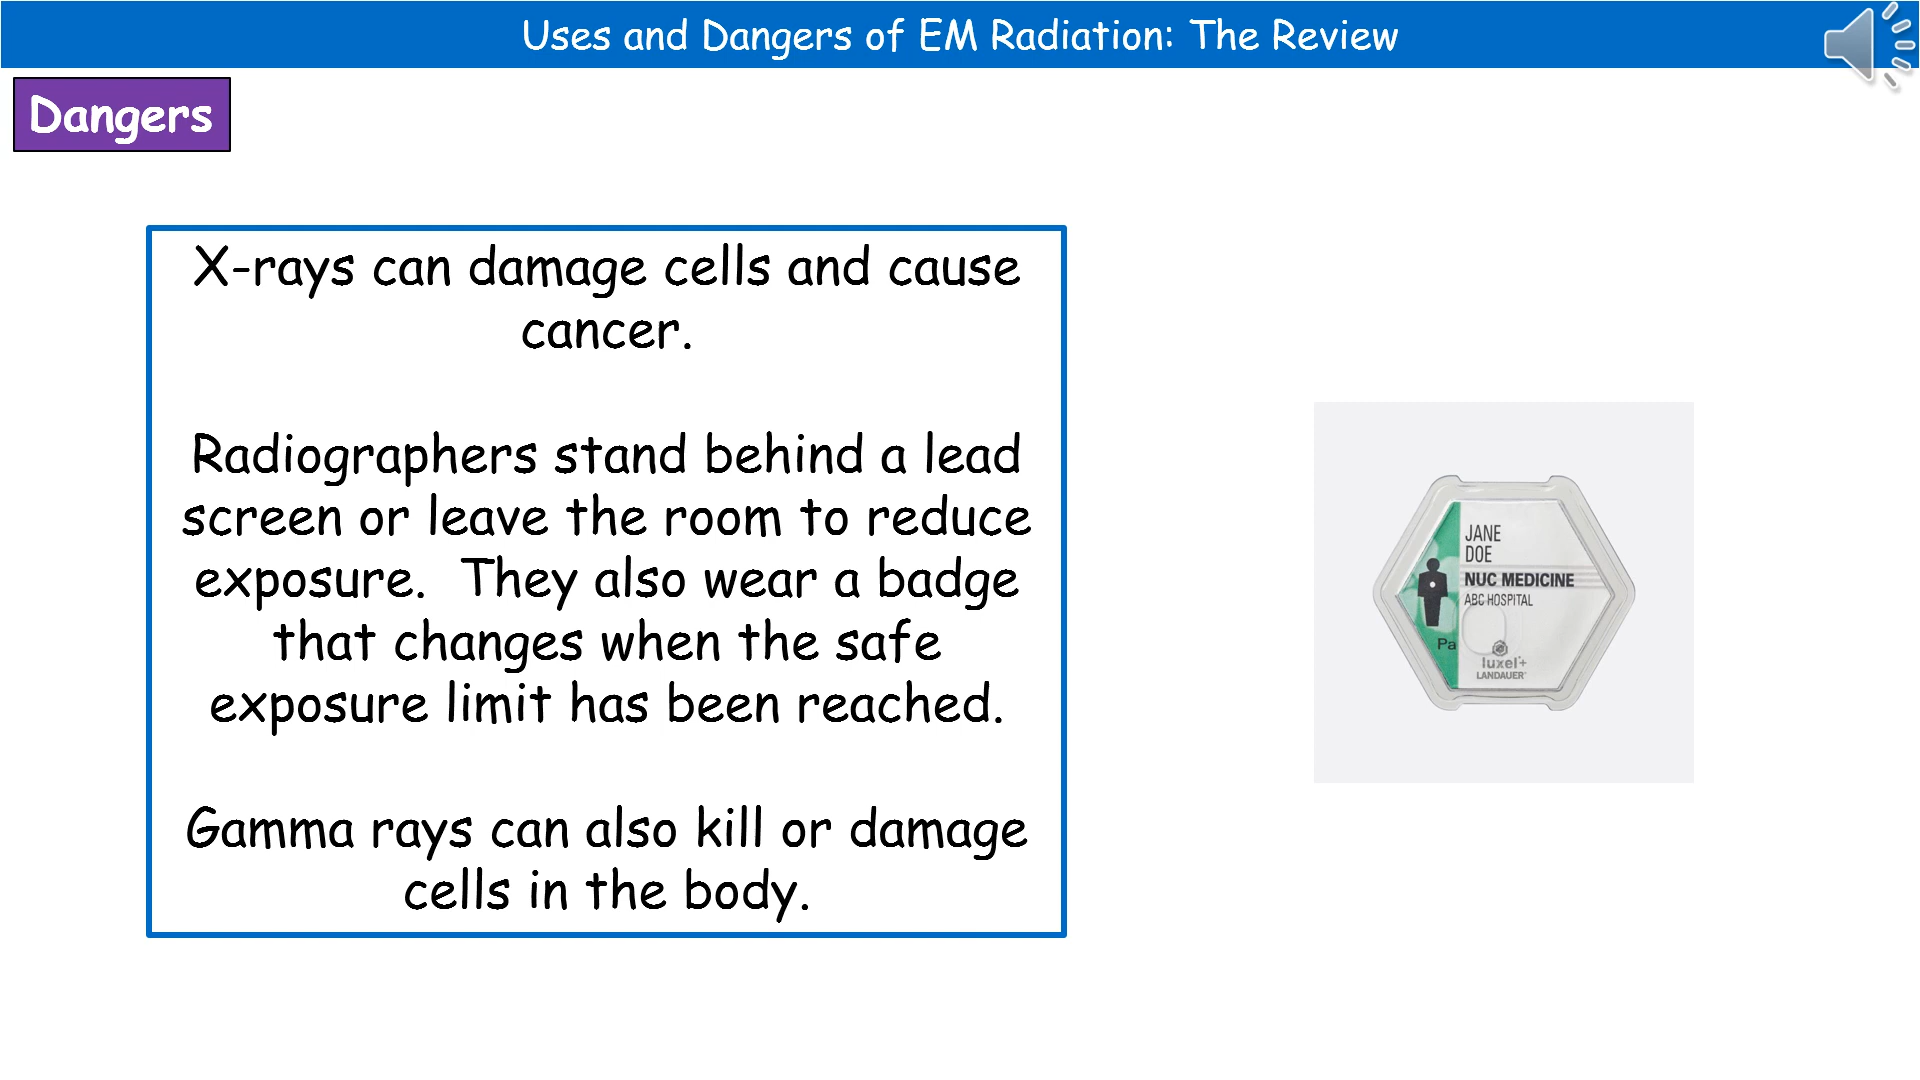 Uses and Dangers of EM Radiation: The Review
Dangers
X-rays can damage cells and cause
cancer.
Radiographers stand behind a lead
screen or leave the room to reduce
exposure.  They also wear a badge
that changes when the safe
exposure limit has been reached.
Gamma rays can also kill or damage
cells in the body.
JANE
DOE
NUC MEDICINE
ABC HOSPITAL
Pa
luxel+
LANDAUER